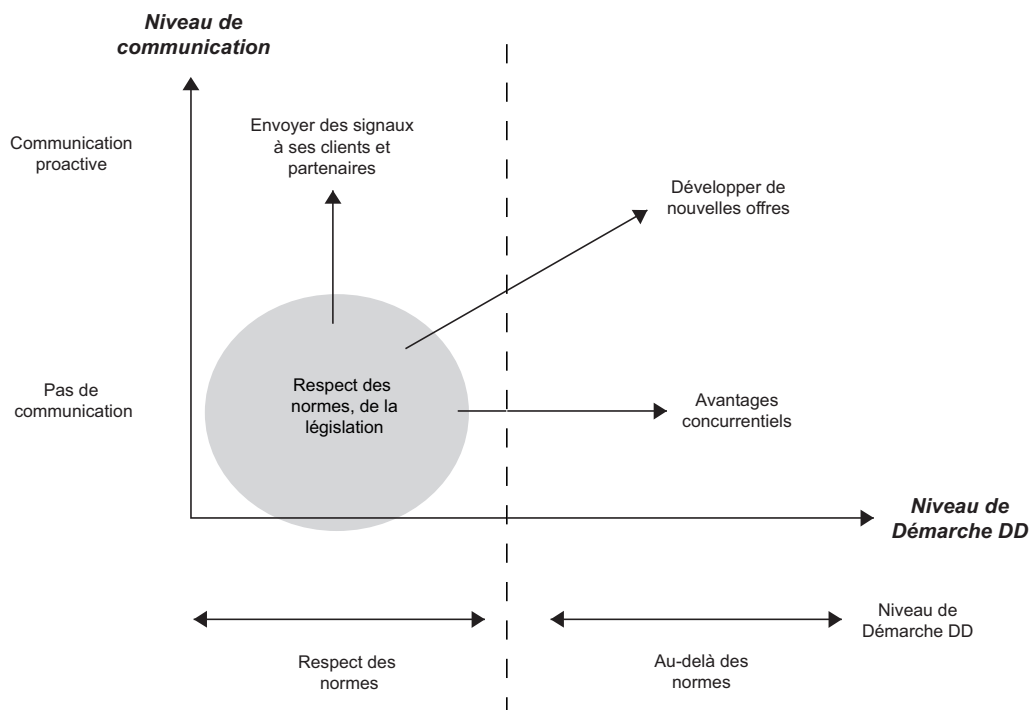 Niveau de
communication
Envoyer des signaux
à ses clients et
partenaires
Communication
proactive
Développer de
nouvelles offres
Pas de
communication
Respect des
normes, de la
législation
Avantages
concurrentiels
Niveau de
Démarche DD
Niveau de
Démarche DD
Respect des
normes
Au-delà des
normes